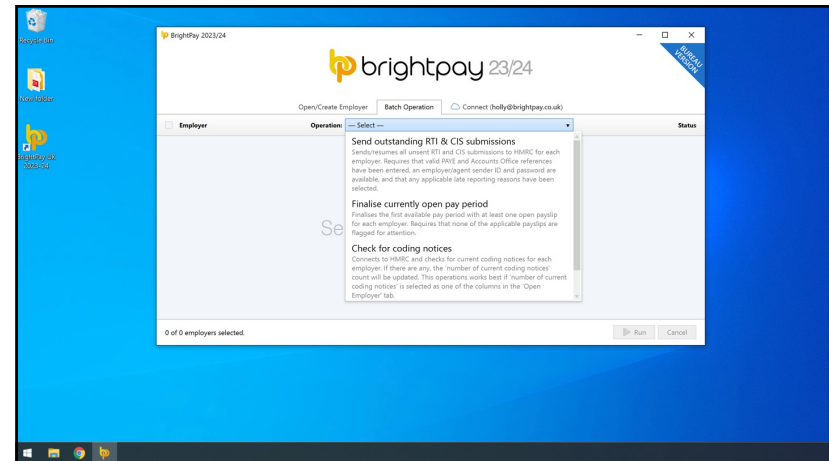 Recycle Bin
BrightPay 2023/24
BUREAU
VERSION
brightpay 23/24
New folder
Open/Create Employer
Batch Operation
Connect (holly@brightpay.co.uk)
Employer
Operation:
— Select —
Status
Send outstanding RTI & CIS submissions
Sends/resumes all unsent RTI and CIS submissions to HMRC for each
employer. Requires that valid PAYE and Accounts Office references
have been entered, an employer/agent sender ID and password are
available, and that any applicable late reporting reasons have been
selected.
BrightPay UK
2023-24
Finalise currently open pay period
Finalises the first available pay period with at least one open payslip
for each employer. Requires that none of the applicable payslips are
flagged for attention.
Se
Check for coding notices
Connects to HMRC and checks for current coding notices for each
employer. If there are any, the 'number of current coding notices'
count will be updated. This operations works best if 'number of current
coding notices' is selected as one of the columns in the 'Open
Employer' tab.
0 of 0 employers selected.
Run
Cancel